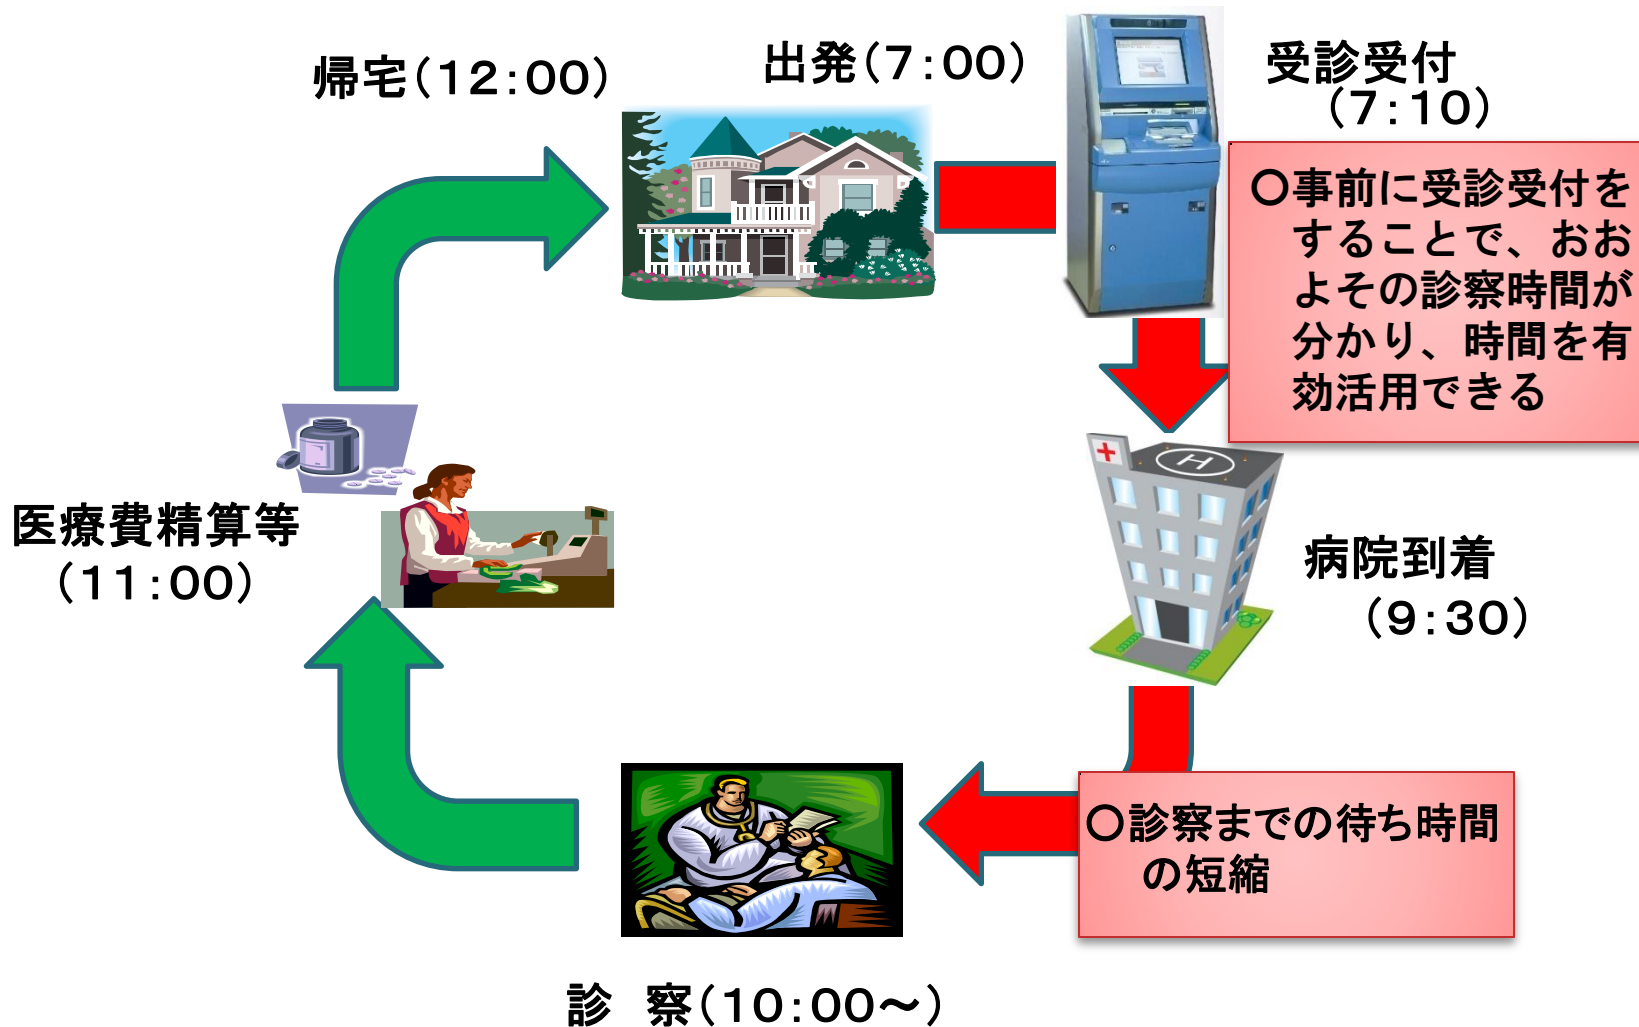 帰宅(12:00)
出発(7:00)
受診受付
(7:10)
○事前に受診受付を
することで、おお
よその診察時間が
分かり、時間を有
効活用できる
病院到着
(9:30)
○診察までの待ち時間
の短縮
診　察(10:00～)
医療費精算等
(11:00)
H